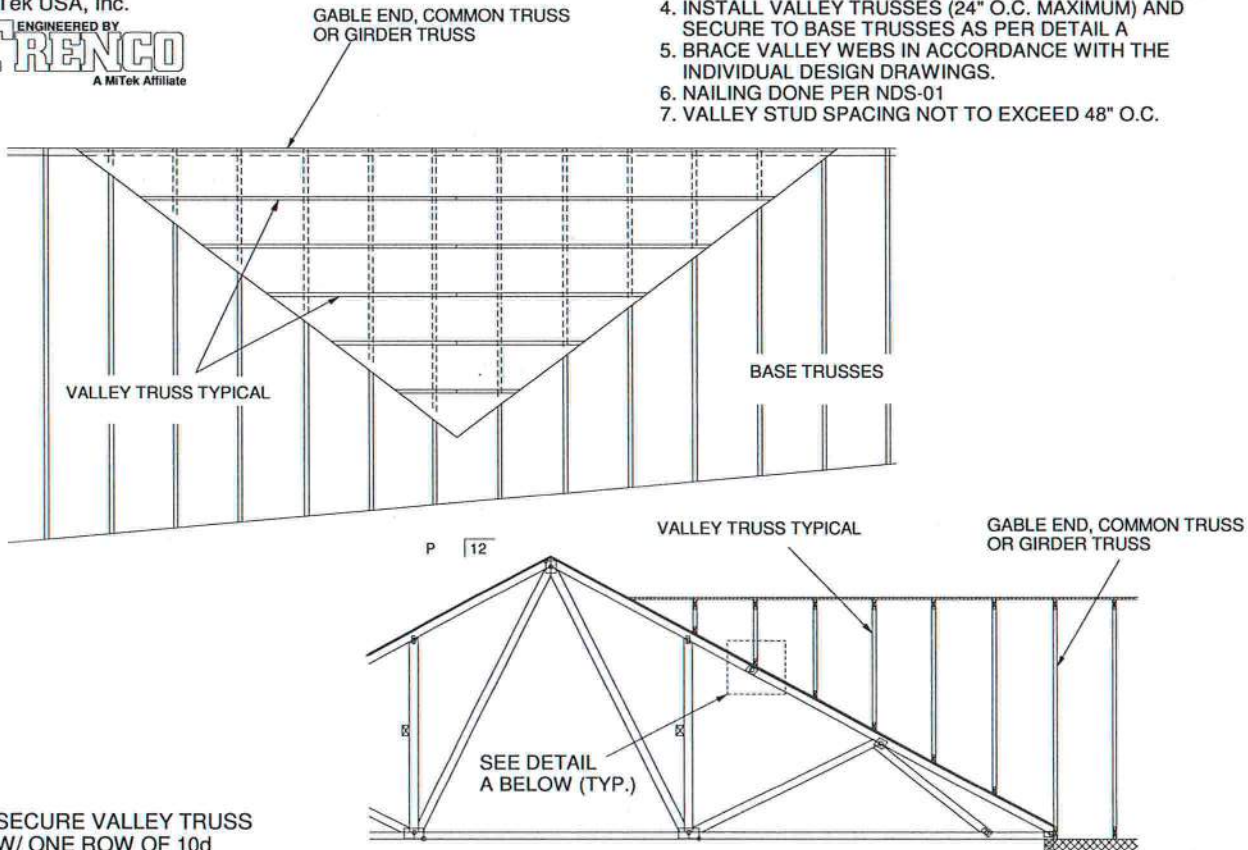 Tek USA, Inc.
ENGINEERED BY
TRENCO
A MiTek Affiliate
GABLE END, COMMON TRUSS
OR GIRDER TRUSS
4. INSTALL VALLEY TRUSSES (24" O.C. MAXIMUM) AND
SECURE TO BASE TRUSSES AS PER DETAIL A
5. BRACE VALLEY WEBS IN ACCORDANCE WITH THE
INDIVIDUAL DESIGN DRAWINGS.
6. NAILING DONE PER NDS-01
7. VALLEY STUD SPACING NOT TO EXCEED 48" O.C.
VALLEY TRUSS TYPICAL
BASE TRUSSES
P 12
VALLEY TRUSS TYPICAL
GABLE END, COMMON TRUSS
OR GIRDER TRUSS
SEE DETAIL
A BELOW (TYP.)
SECURE VALLEY TRUSS
W/ ONE ROW OF 10d